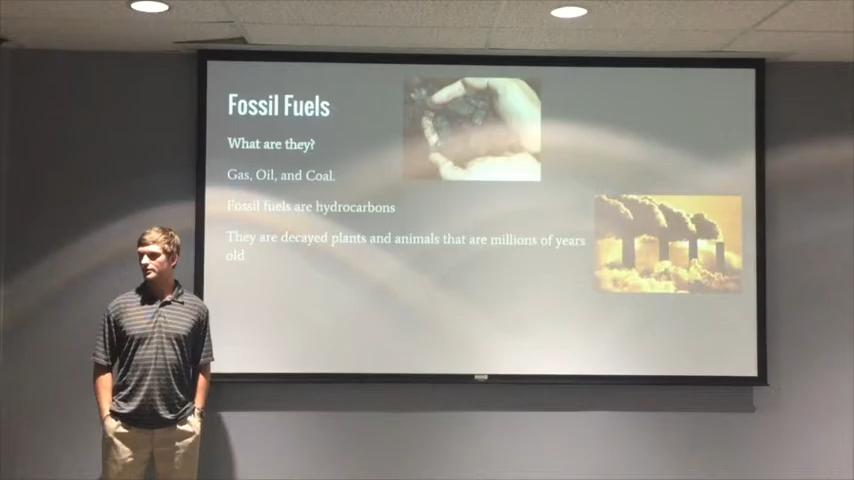 Fossil Fuels
What are they?
Gas, Oil, and Coal.
Fossil fuels are hydrocarbons
They are decayed plants and animals that are millions of years
old